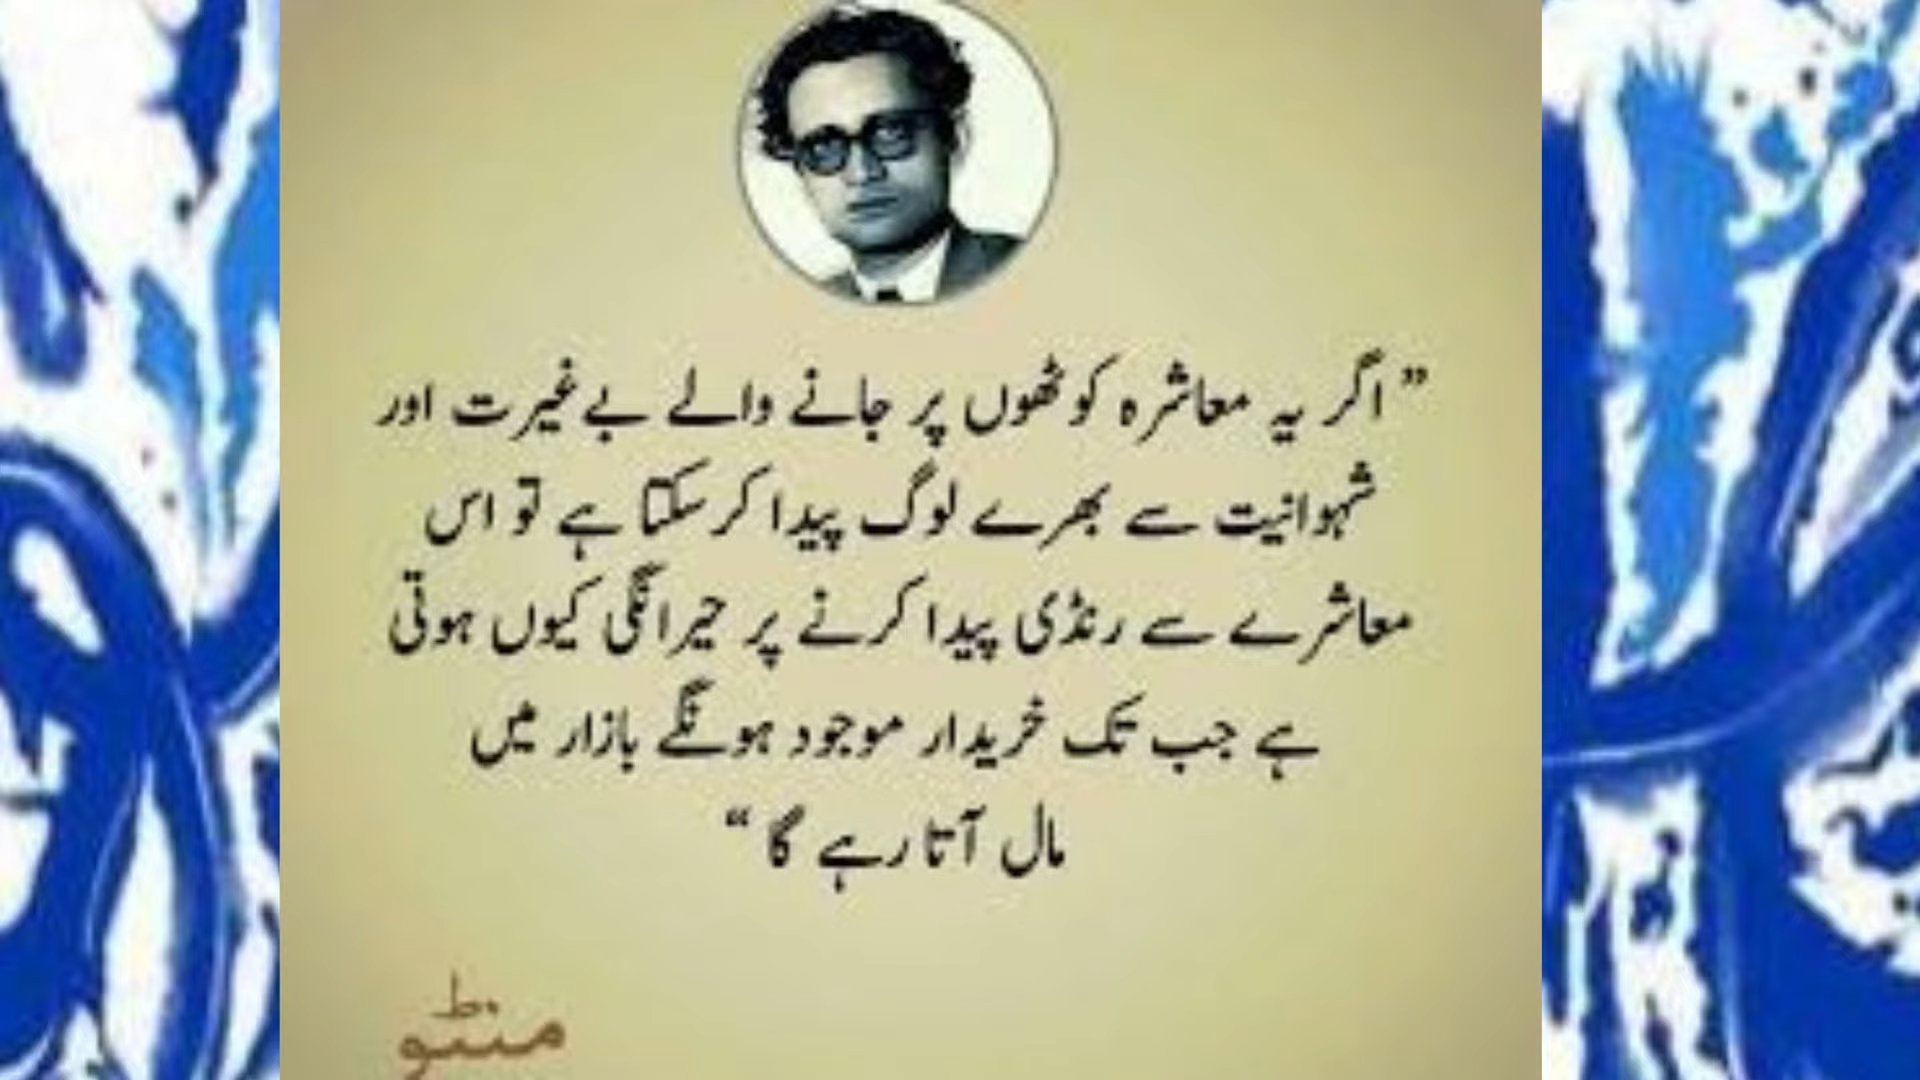 ” اگر یہ معاشرہ کوٹھوں پر جانے والے بےغیرت اور
شہوانیت سے بھرے لوگ پیدا کر سکتا ہے تو اس
معاشرے سے رنڈی پیدا کرنے پر حیرانگی کیوں ہوتی
ہے جب تک خریدار موجود ہونگے بازار میں
مال آتا رہے گا “
منٹو